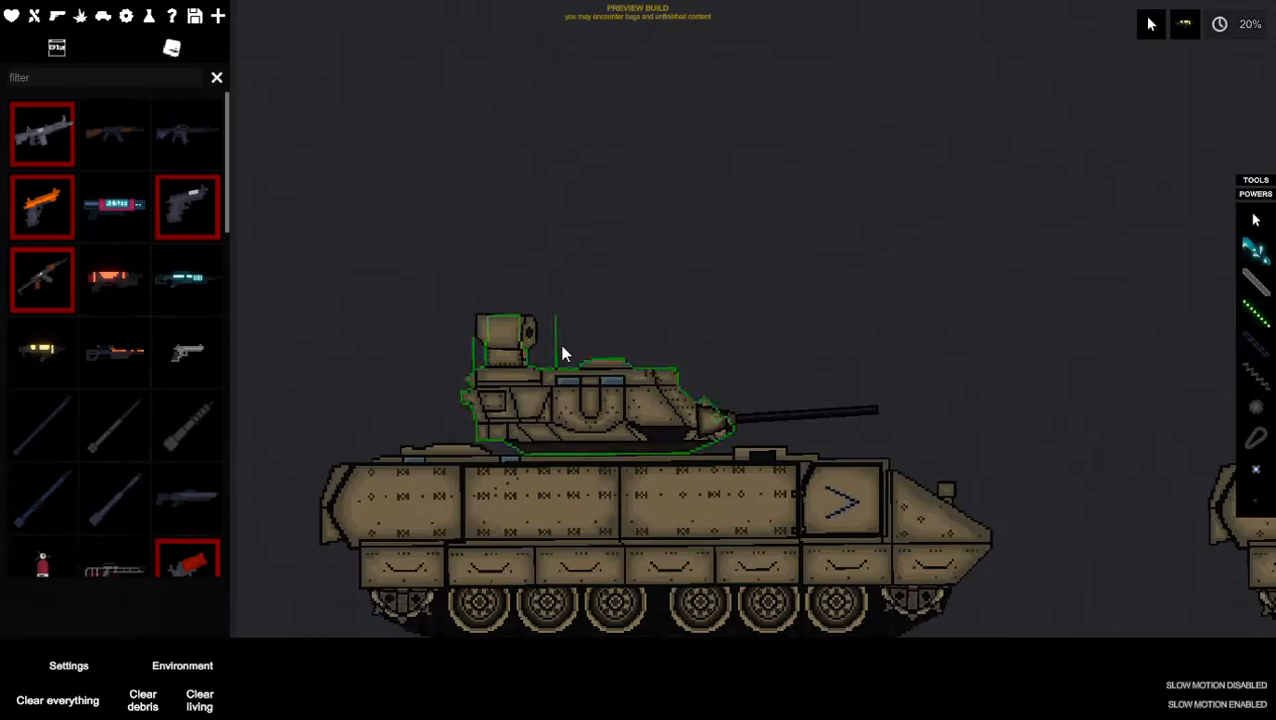 PREVIEW BUILD
you may encounter bugs and unfinished content
20%
filter
TOOLS
POWERS
Settings
Environment
Clear everything
Clear debris
Clear living
SLOW MOTION DISABLED
SLOW MOTION ENABLED